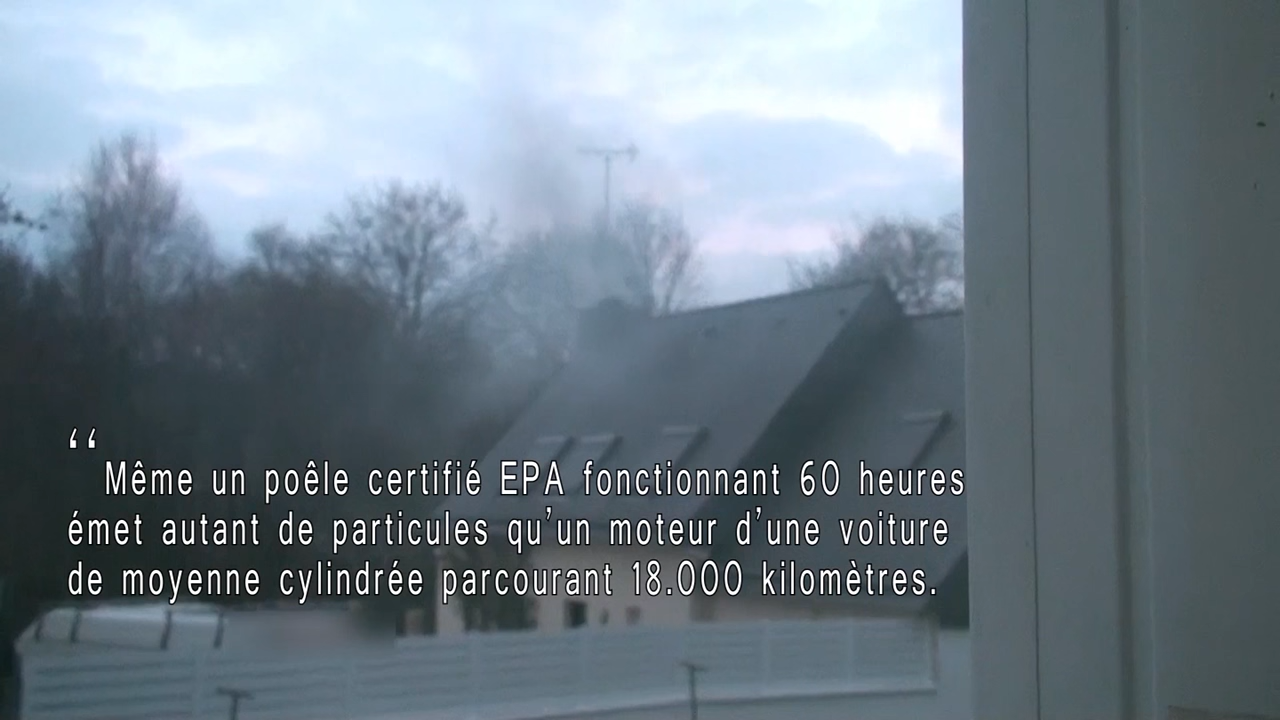 ‘‘
Même un poêle certifié EPA fonctionnant 60 heures
émet autant de particules qu’un moteur d’une voiture
de moyenne cylindrée parcourant 18.000 kilomètres.